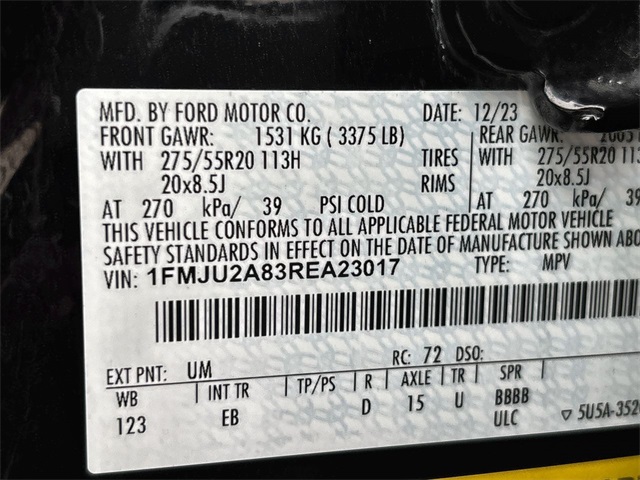 MFD. BY FORD MOTOR CO. DATE: 12/23
FRONT GAWR: 1531 KG ( 3375 LB) REAR GAWR:
WITH 275/55R20 113H TIRES WITH 275/55R20
20x8.5J RIMS 20x8.5J
AT 270 kPa/ 39 PSI COLD AT 270 kPa/ 39
THIS VEHICLE CONFORMS TO ALL APPLICABLE FEDERAL MOTOR VEHICLE
SAFETY STANDARDS IN EFFECT ON THE DATE OF MANUFACTURE SHOWN
VIN: 1FMJU2A83REA23017 TYPE: MPV
RC: 72 DSO:
EXT PNT: UM
WB INT TR TP/PS R AXLE TR SPR
123 EB D 15 U BBBB
ULC ▽ 5U5A-